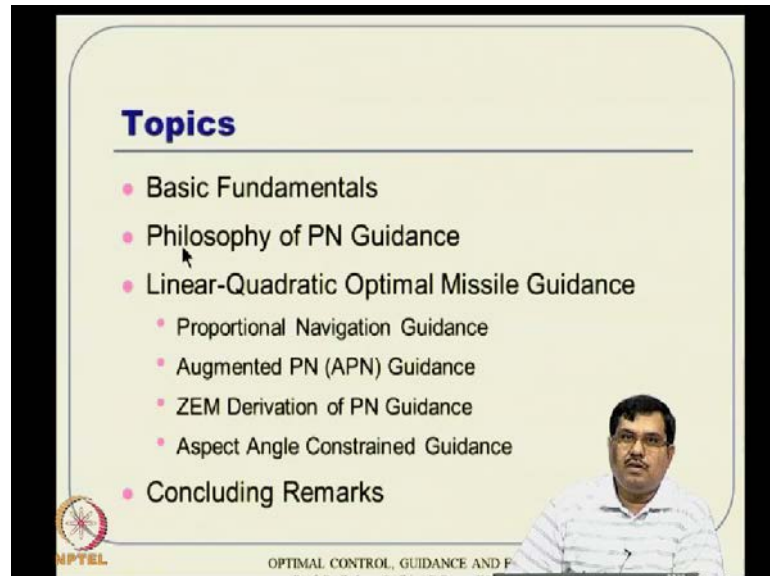 Topics
Basic Fundamentals
Philosophy of PN Guidance
Linear-Quadratic Optimal Missile Guidance
Proportional Navigation Guidance
Augmented PN (APN) Guidance
ZEM Derivation of PN Guidance
Aspect Angle Constrained Guidance
Concluding Remarks
NPTEL
OPTIMAL CONTROL, GUIDANCE AND